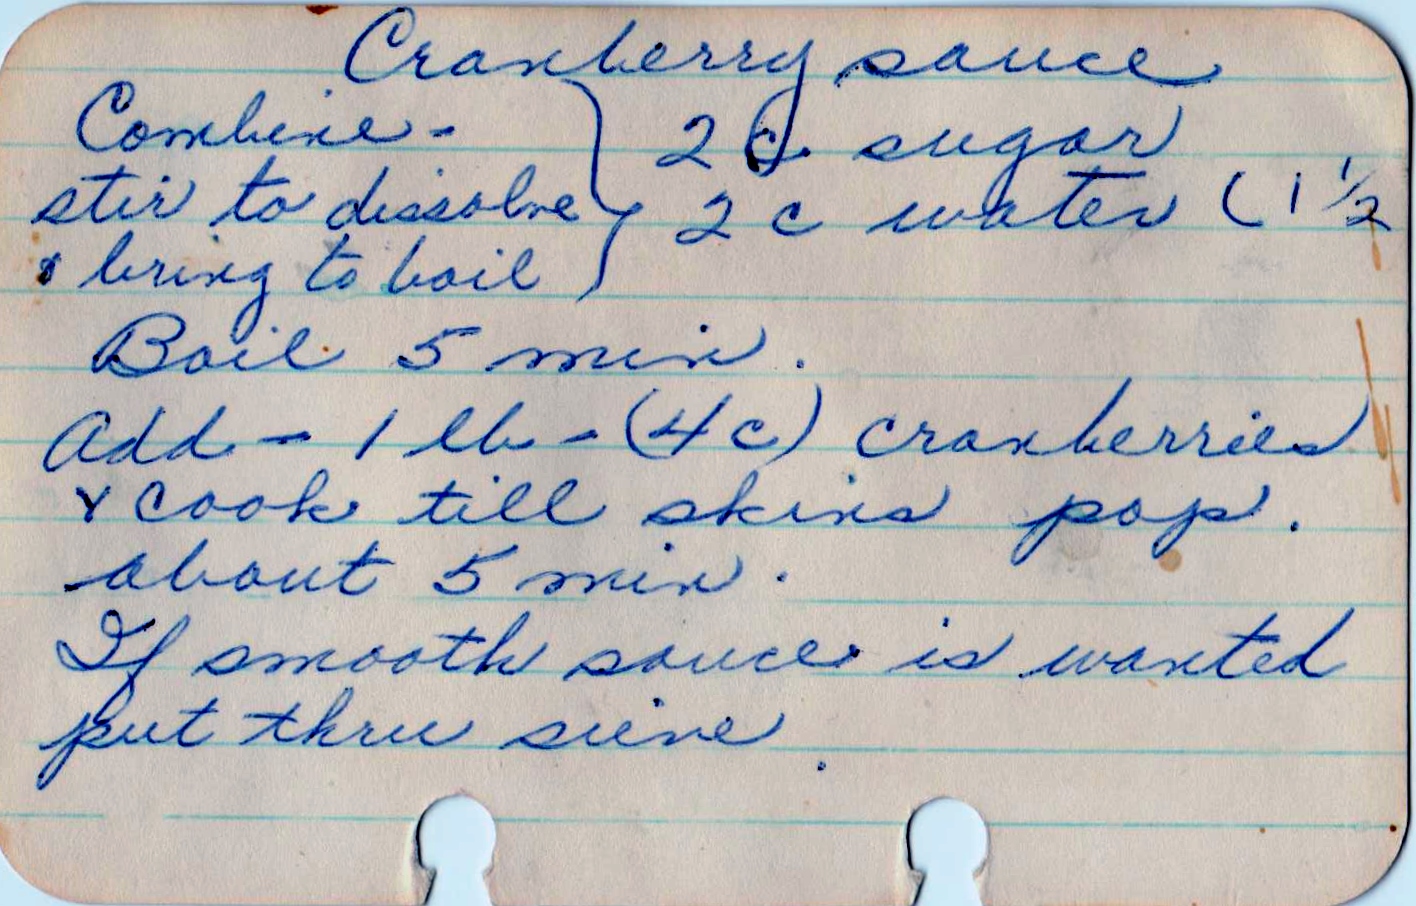 Cranberry sauce
Combine - 2 c. sugar
stir to dissolve 2 c water (1 1/2
& bring to boil
Boil 5 min.
Add - 1 lb - (4 c) cranberries
& cook till skins pop.
about 5 min.
If smooth sauce is wanted
put thru sieve.